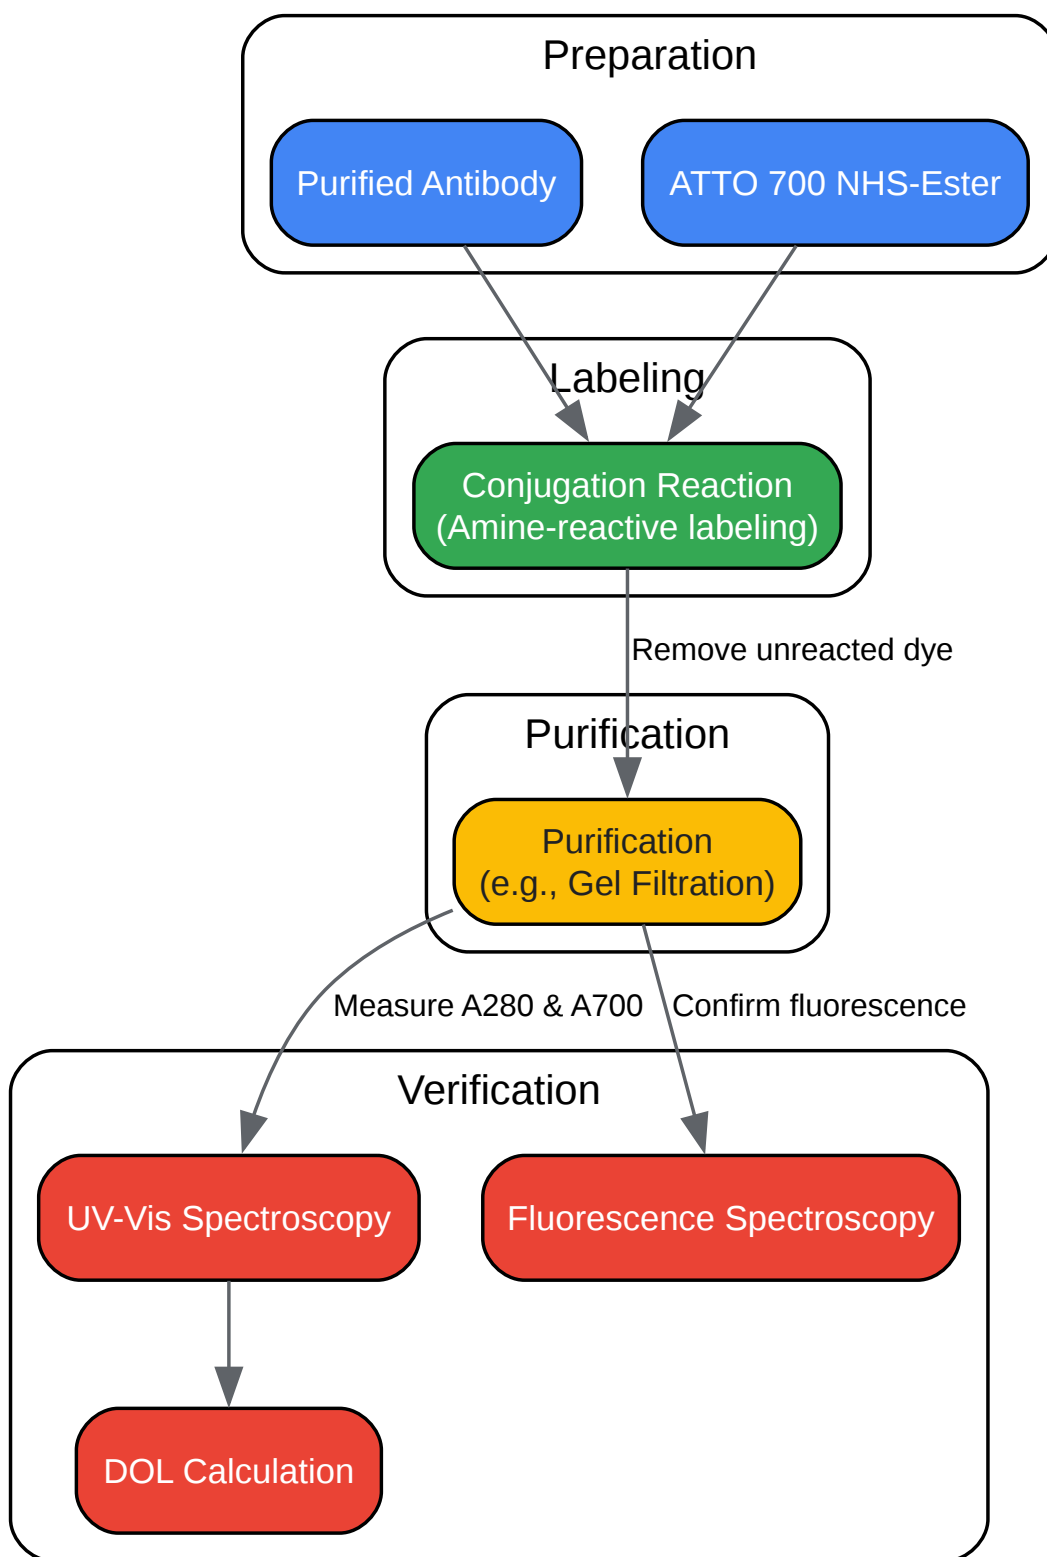 Preparation
Purified Antibody
ATTO 700 NHS-Ester
Labeling
Conjugation Reaction
(Amine-reactive labeling)
Remove unreacted dye
Purification
Purification
(e.g., Gel Filtration)
Measure A280 & A700
Confirm fluorescence
Verification
UV-Vis Spectroscopy
Fluorescence Spectroscopy
DOL Calculation